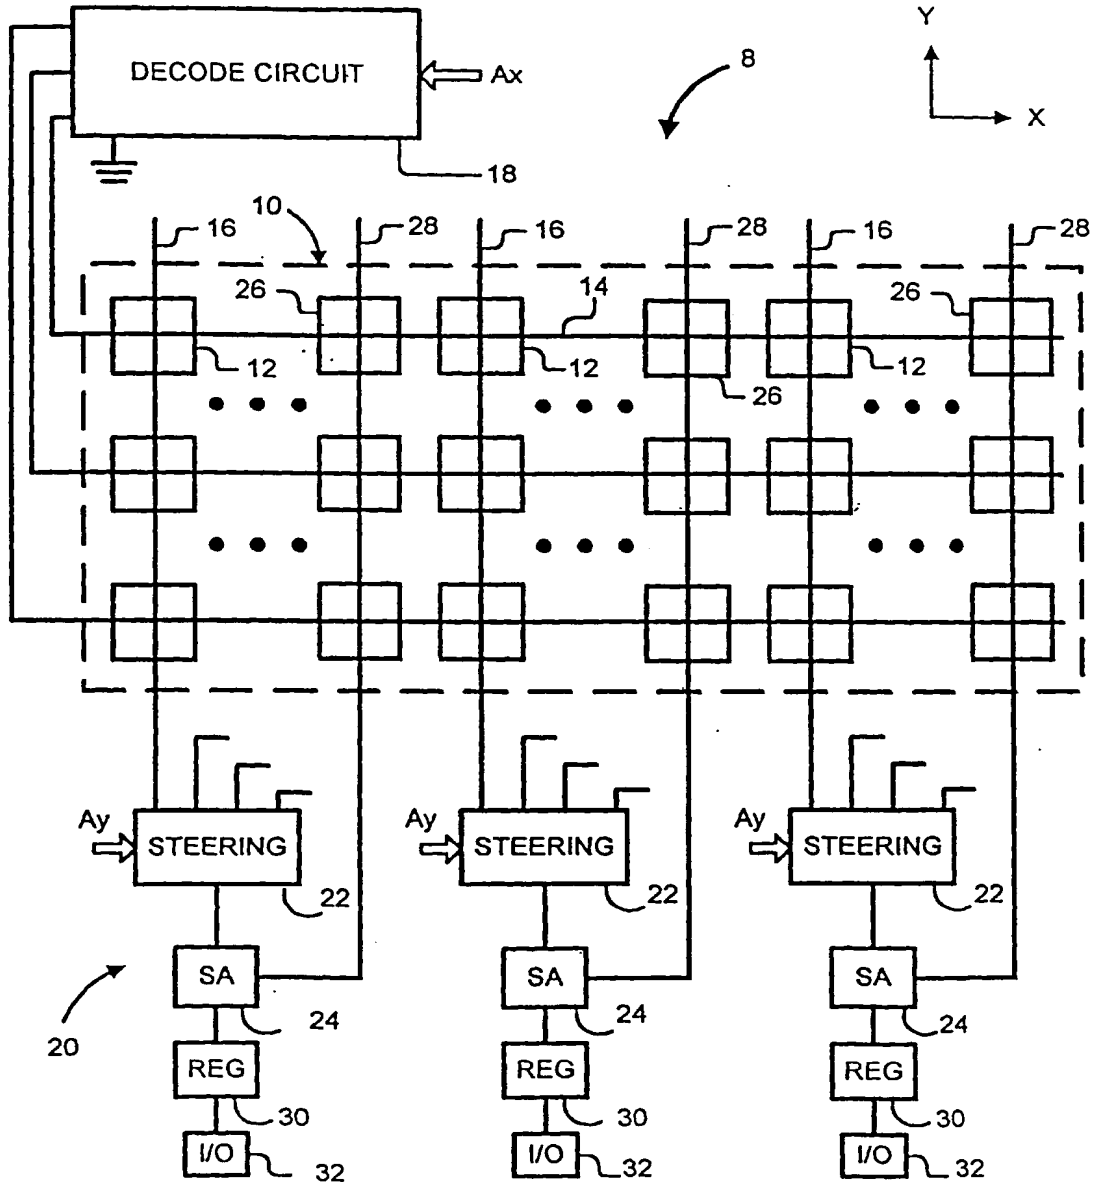 Y
DECODE CIRCUIT
Ax
8
X
18
10
16
28
16
28
16
28
26
14
26
12
12
26
12
Ay
STEERING
22
Ay
STEERING
22
Ay
STEERING
22
SA
24
SA
24
SA
24
20
REG
30
REG
30
REG
30
I/O
32
I/O
32
I/O
32